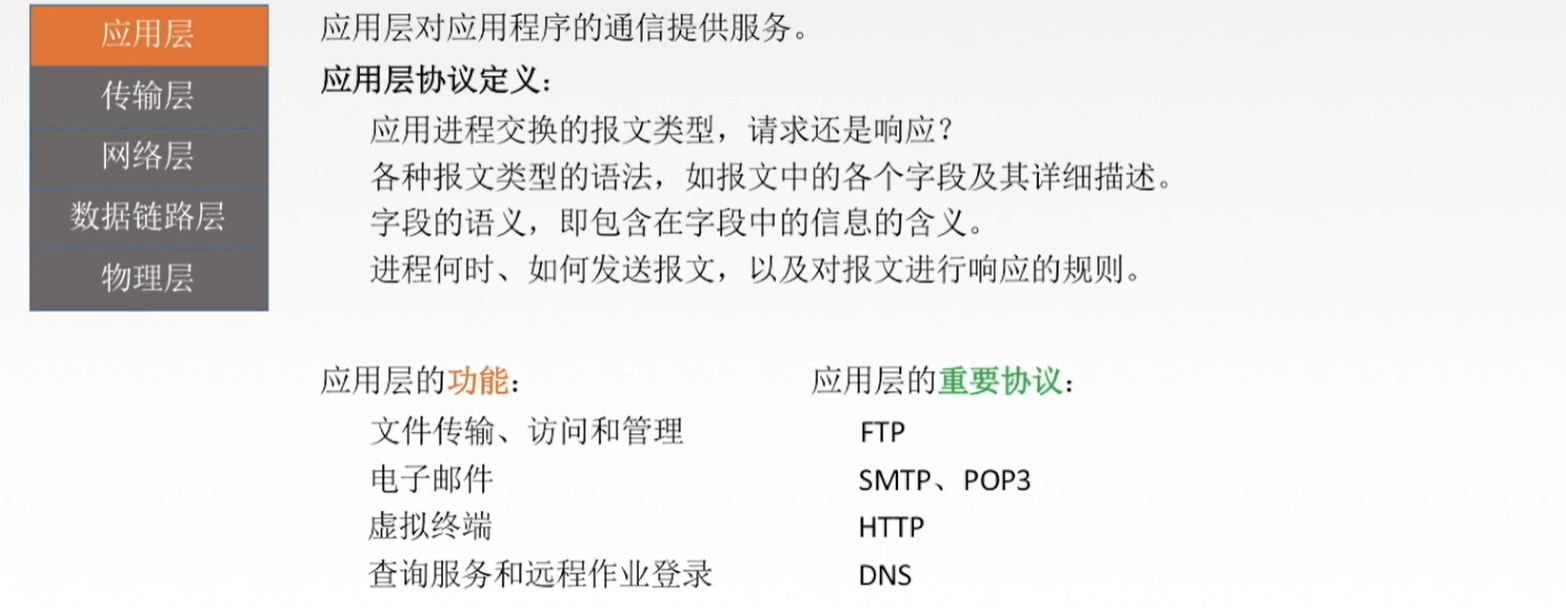 应用层
传输层
网络层
数据链路层
物理层
应用层对应用程序的通信提供服务。
应用层协议定义：
应用进程交换的报文类型，请求还是响应？
各种报文类型的语法，如报文中的各个字段及其详细描述。
字段的语义，即包含在字段中的信息的含义。
进程何时、如何发送报文，以及对报文进行响应的规则。
应用层的功能：
文件传输、访问和管理
电子邮件
虚拟终端
查询服务和远程作业登录
应用层的重要协议：
FTP
SMTP、POP3
HTTP
DNS